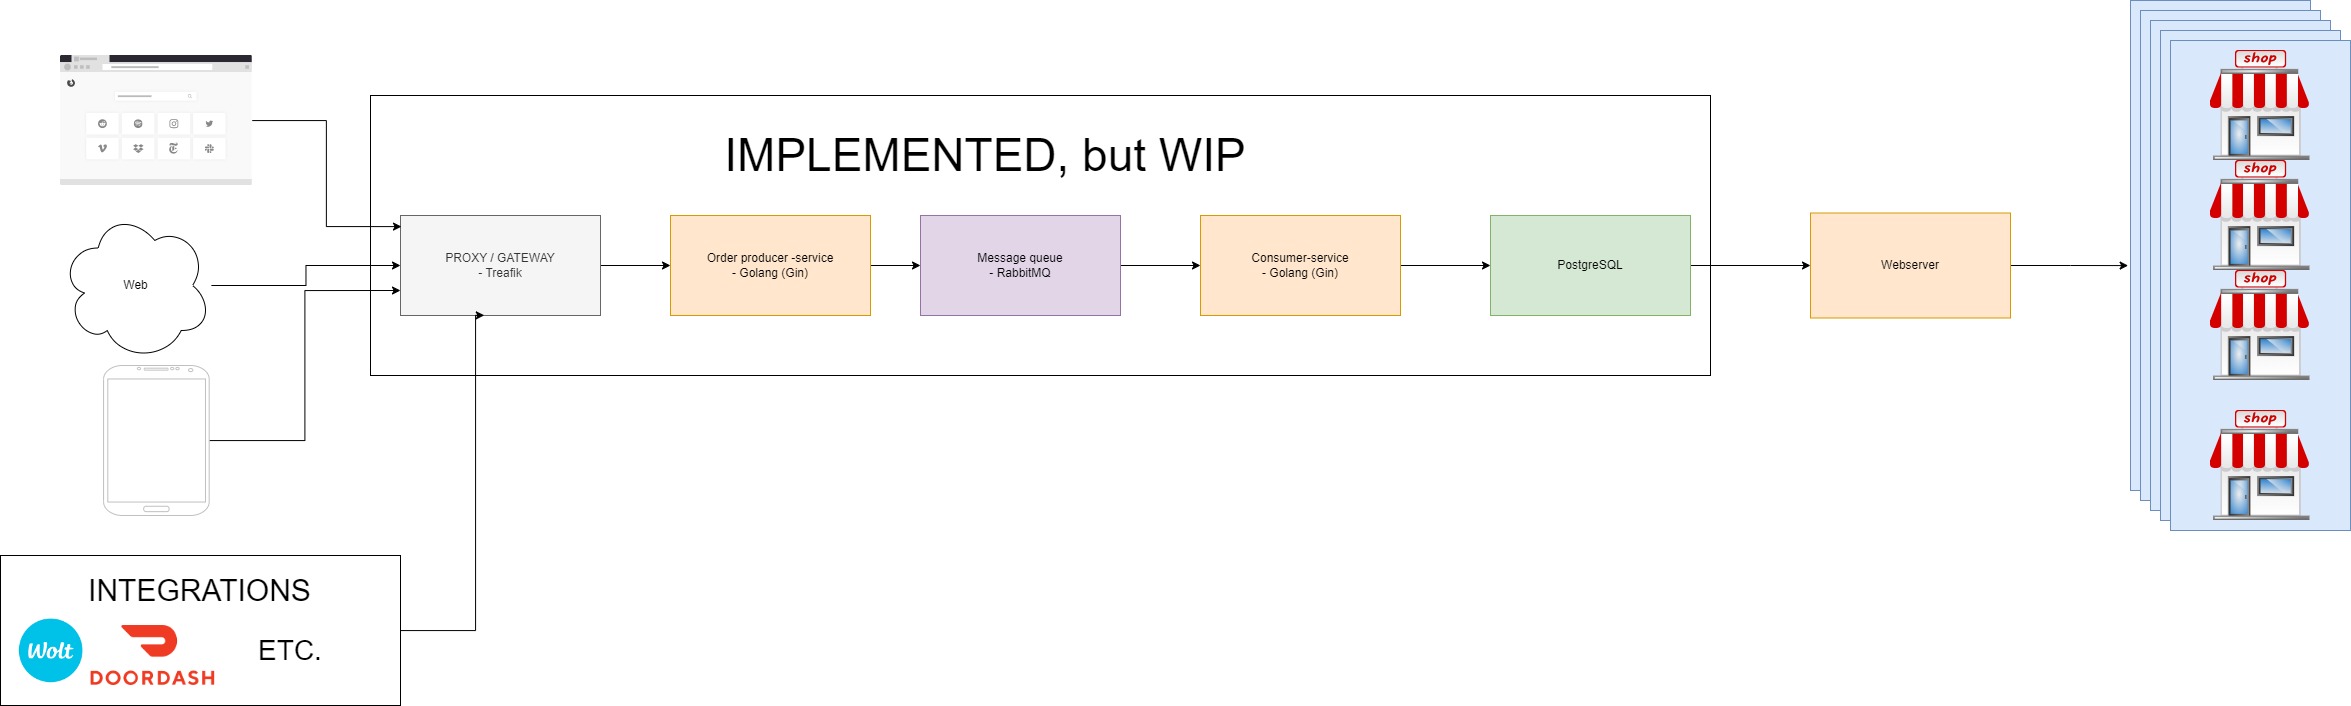 IMPLEMENTED, but WIP
Web
PROXY / GATEWAY
- Treafik
Order producer -service
- Golang (Gin)
Message queue
- RabbitMQ
Consumer-service
- Golang (Gin)
PostgreSQL
Webserver
shop
shop
shop
shop
INTEGRATIONS
Wolt
DOORDASH
ETC.